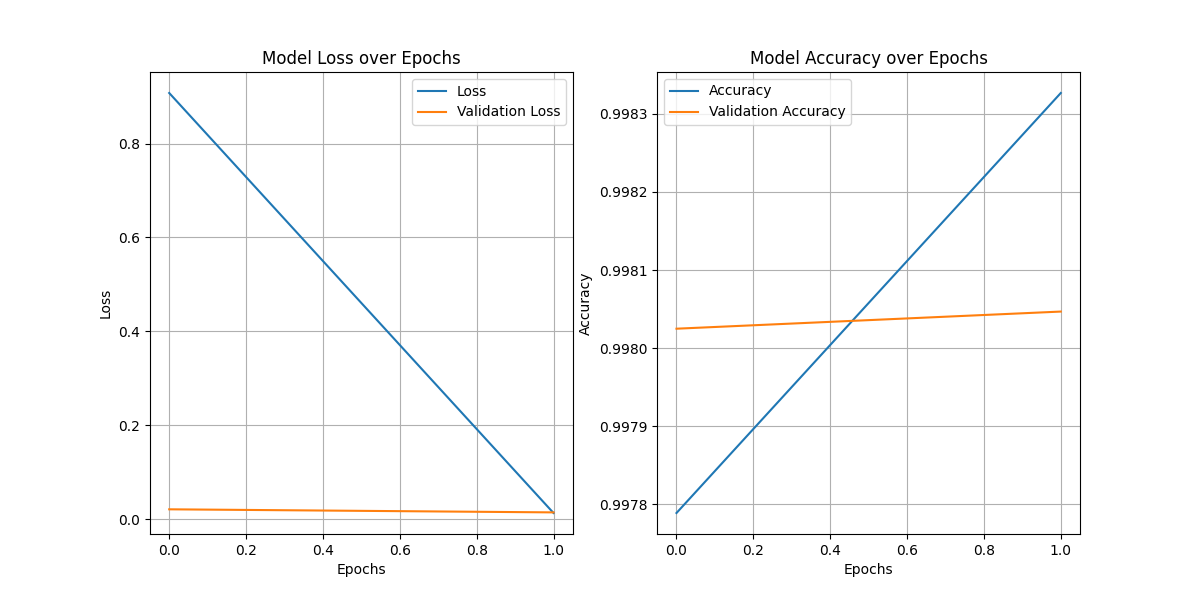 Model Loss over Epochs
Loss
Validation Loss
0.8
0.6
0.4
0.2
0.0
Loss
0.0 0.2 0.4 0.6 0.8 1.0
Epochs
Model Accuracy over Epochs
Accuracy
Validation Accuracy
0.9983
0.9982
0.9981
0.9980
0.9979
0.9978
Accuracy
0.0 0.2 0.4 0.6 0.8 1.0
Epochs